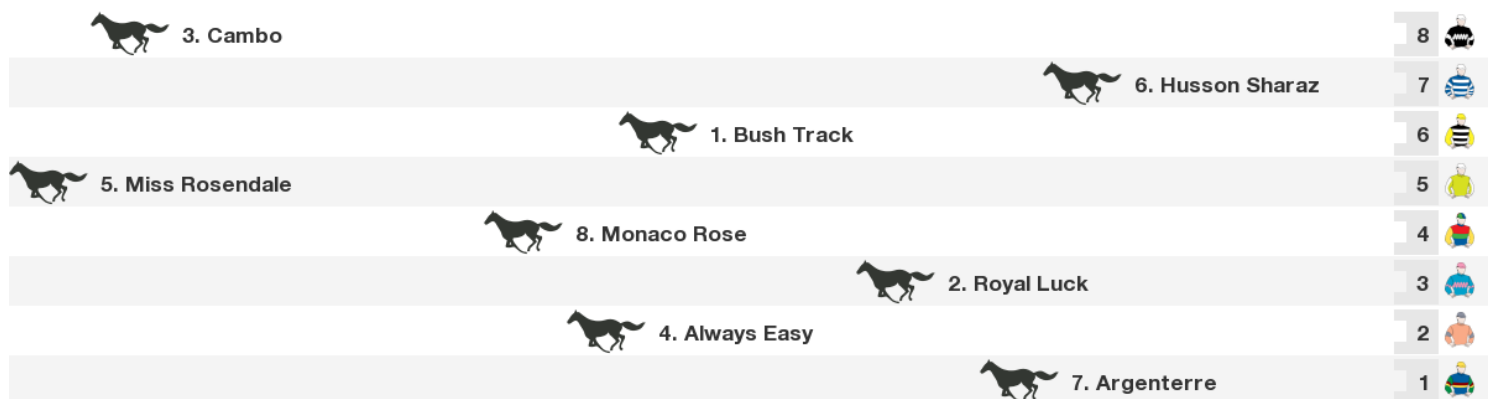 3. Cambo 8
6. Husson Sharaz 7
1. Bush Track 6
5. Miss Rosendale 5
8. Monaco Rose 4
2. Royal Luck 3
4. Always Easy 2
7. Argenterre 1